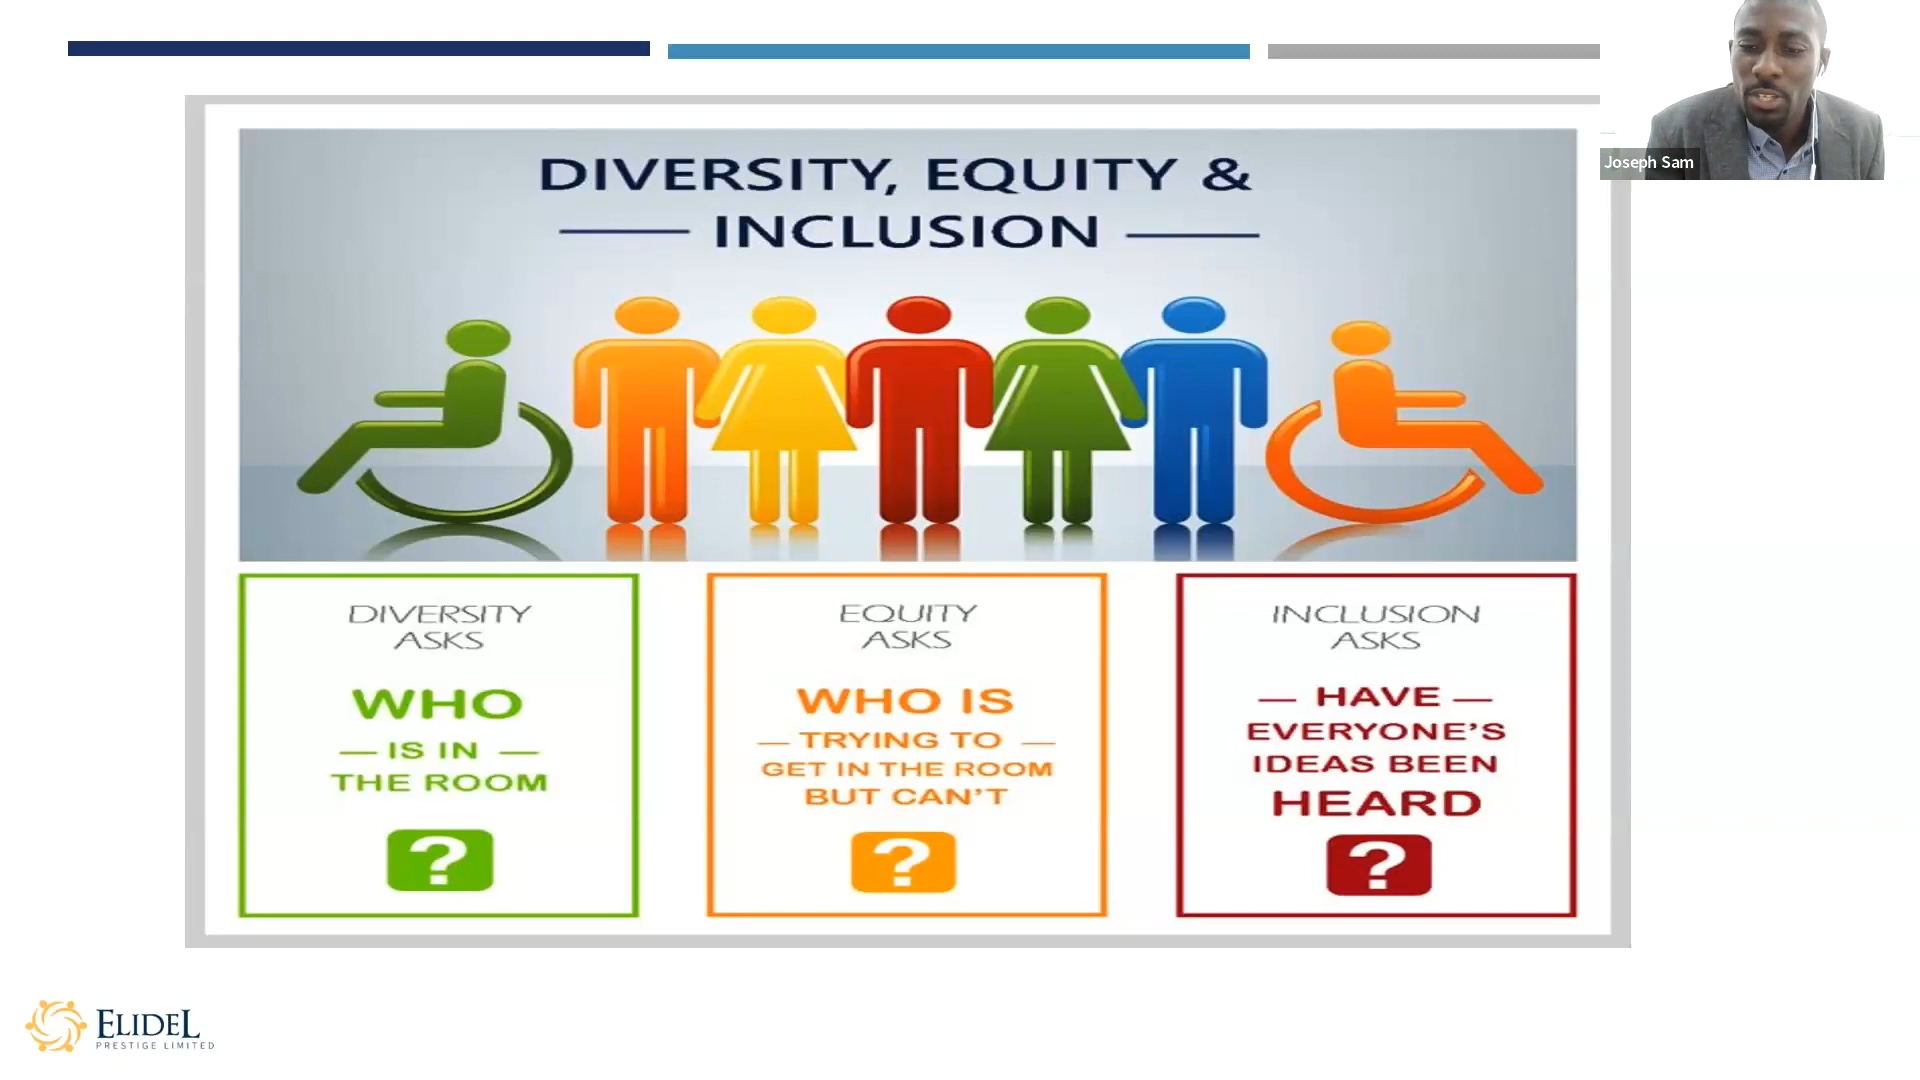 Joseph Sam
DIVERSITY, EQUITY &
INCLUSION
DIVERSITY
ASKS
WHO
IS IN
THE ROOM
?
EQUITY
ASKS
WHO IS
TRYING TO
GET IN THE ROOM
BUT CAN'T
?
INCLUSION
ASKS
HAVE
EVERYONE'S
IDEAS BEEN
HEARD
?
ELIDEL
PRESTIGE LIMITED